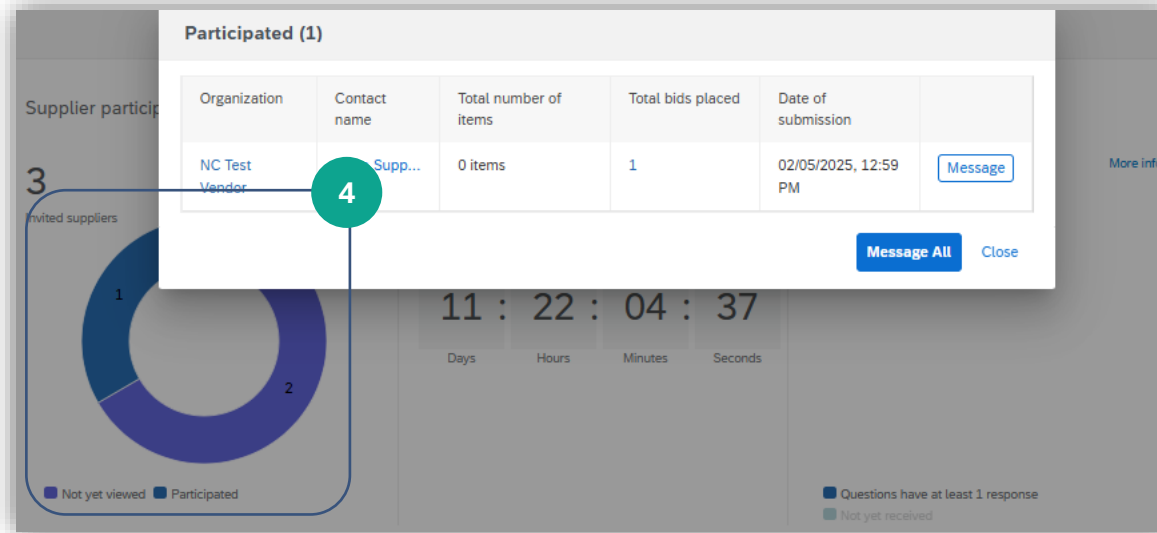 Participated (1)
Organization
Contact name
Total number of items
Total bids placed
Date of submission
NC Test Vendor
Supp...
0 items
1
02/05/2025, 12:59 PM
Message
Message All
Close
Supplier particip
3
Invited suppliers
4
1
2
Not yet viewed
Participated
11 : 22 : 04 : 37
Days
Hours
Minutes
Seconds
More inf
Questions have at least 1 response
Not yet received